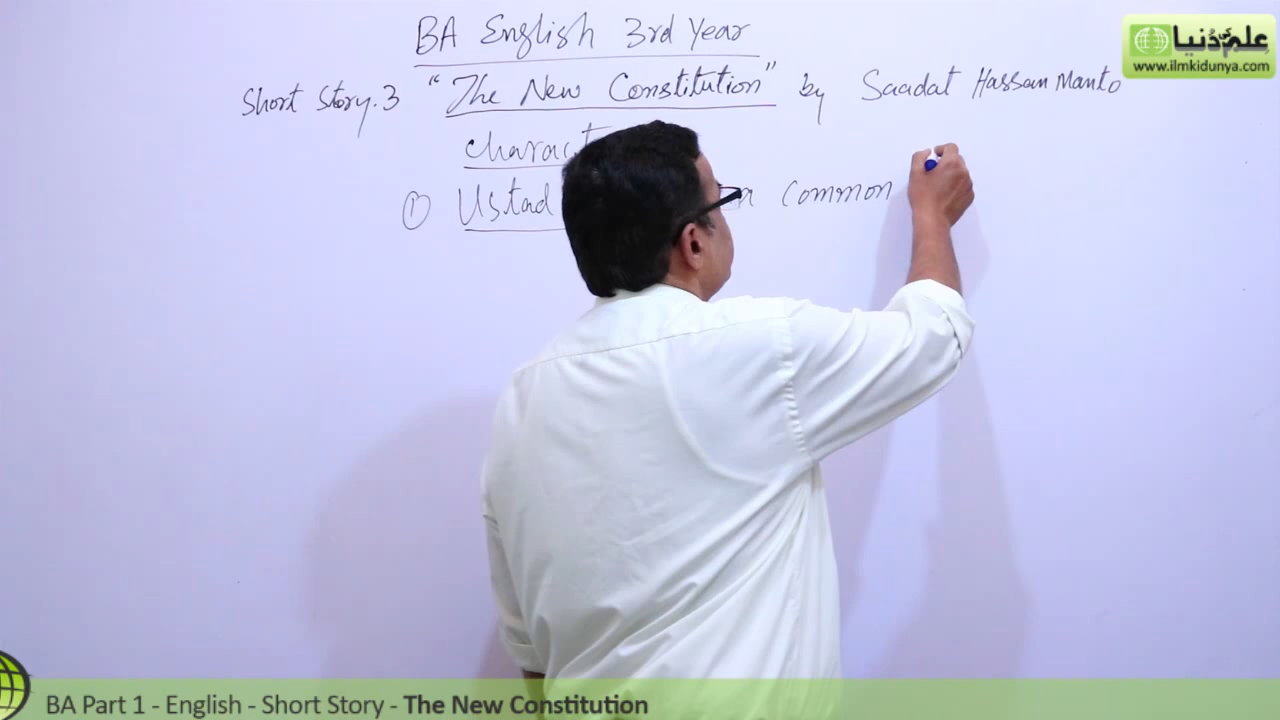 BA English 3rd Year
Short Story.3 "The New Constitution" by Saadat Hassan Manto
① Ustad a common
علم کی دُنیا
www.ilmkidunya.com
BA Part 1 - English - Short Story - The New Constitution